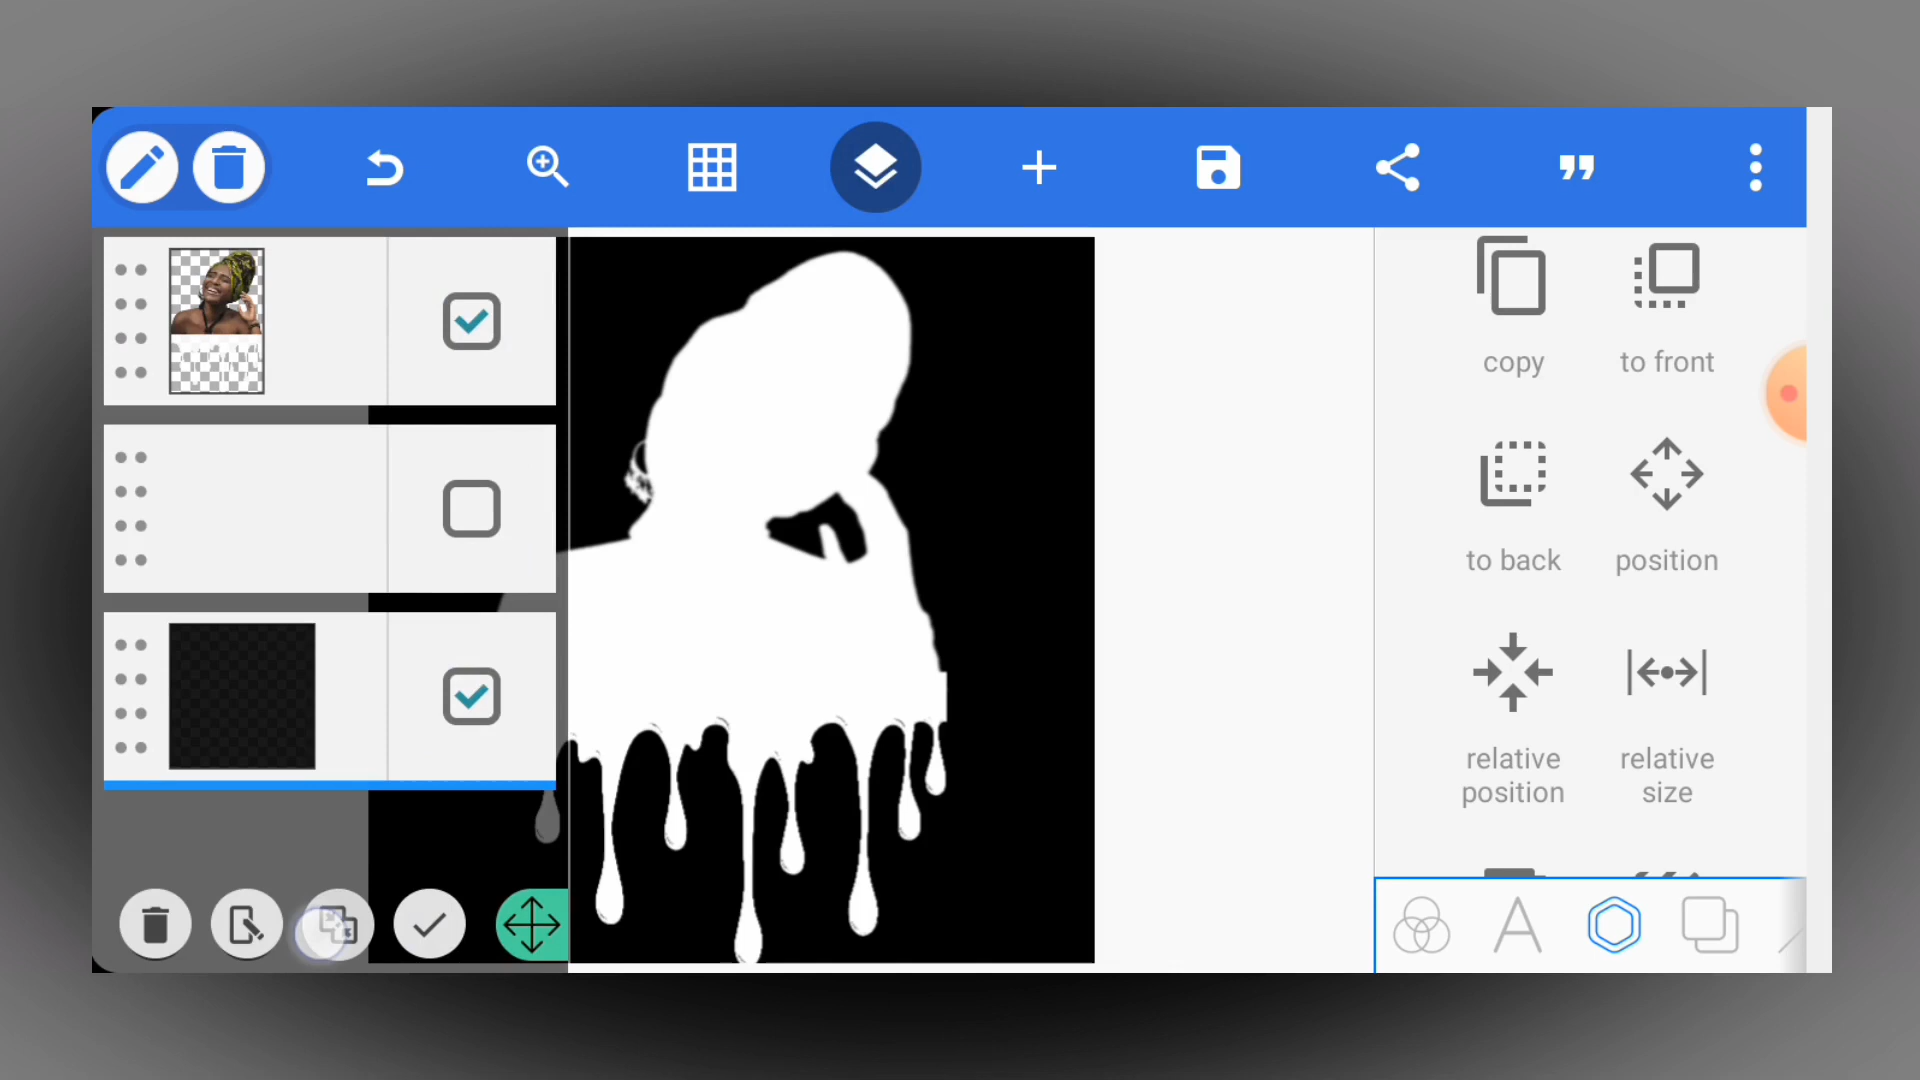 copy
to front
to back
position
relative
position
relative
size